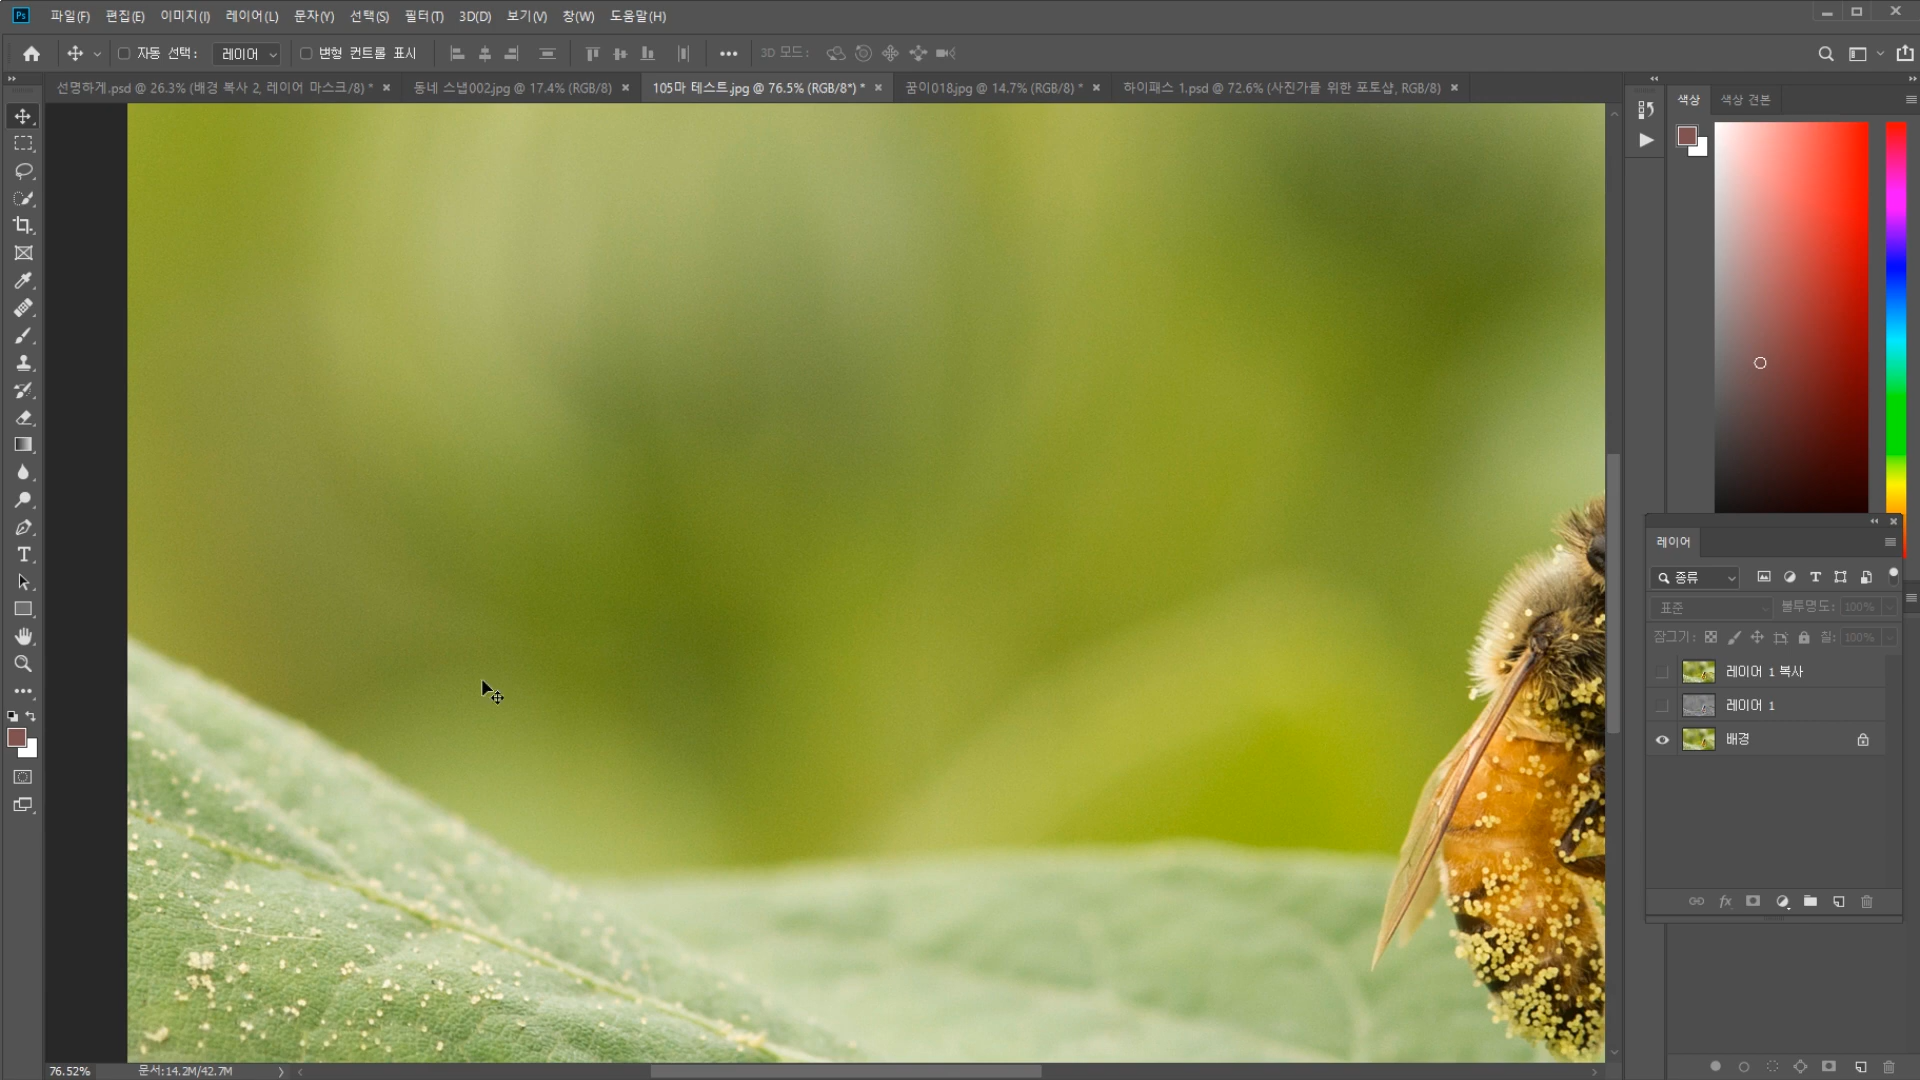 Ps 파일(F) 편집(E) 이미지(I) 레이어(L) 문자(Y) 선택(S) 필터(T) 3D(D) 보기(V) 창(W) 도움말(H)
자동 선택: 레이어 변형 컨트롤 표시 3D 모드:
선명하게.psd @ 26.3% (배경 복사 2, 레이어 마스크/8) * 동네 스냅002.jpg @ 17.4% (RGB/8) 105마 테스트.jpg @ 76.5% (RGB/8*) * 꿈이018.jpg @ 14.7% (RGB/8) * 하이패스 1.psd @ 72.6% (사진가를 위한 포토샵, RGB/8)
색상 색상 견본
레이어
종류
표준 불투명도: 100%
잠그기: 칠: 100%
레이어 1 복사
레이어 1
배경
fx
76.52% 문서:14.2M/42.7M